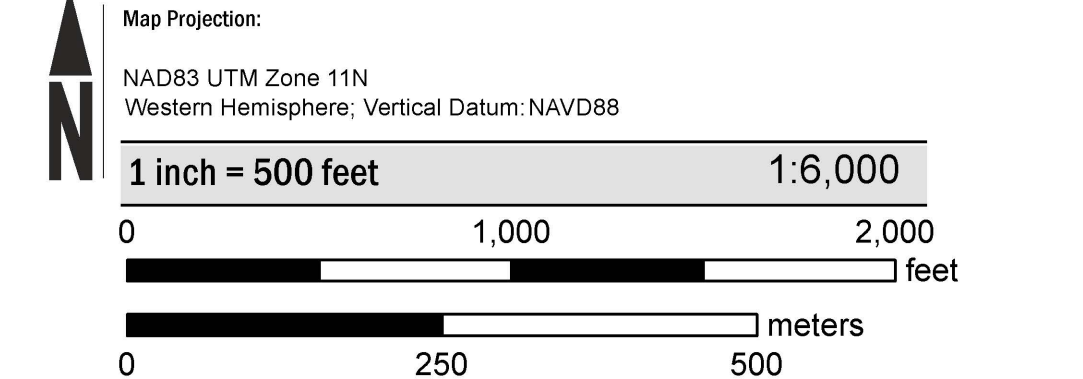 Map Projection:
N
NAD83 UTM Zone 11N
Western Hemisphere; Vertical Datum: NAVD88
1 inch = 500 feet 1:6,000
0 1,000 2,000
feet
meters
0 250 500